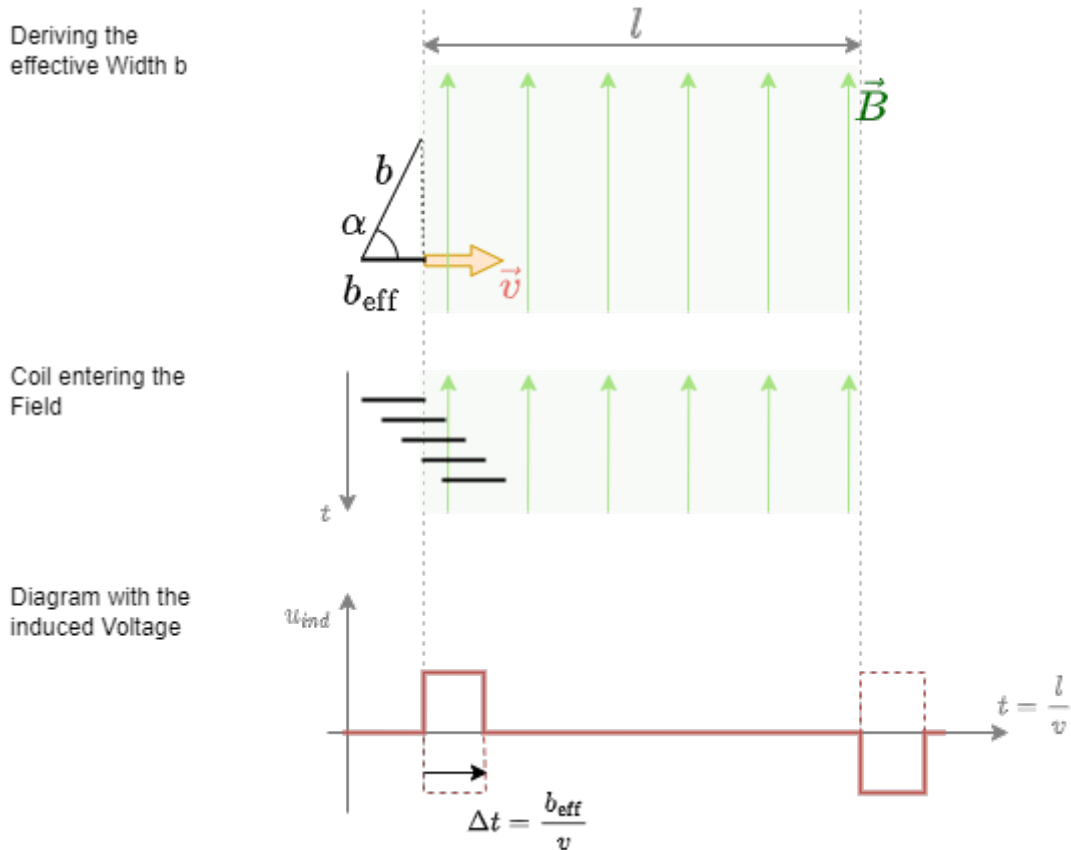 Deriving the
effective Width b
l
B⃗
b
α
b_eff
v⃗
Coil entering the
Field
t
Diagram with the
induced Voltage
u_ind
t = l/v
Δt = b_eff/v